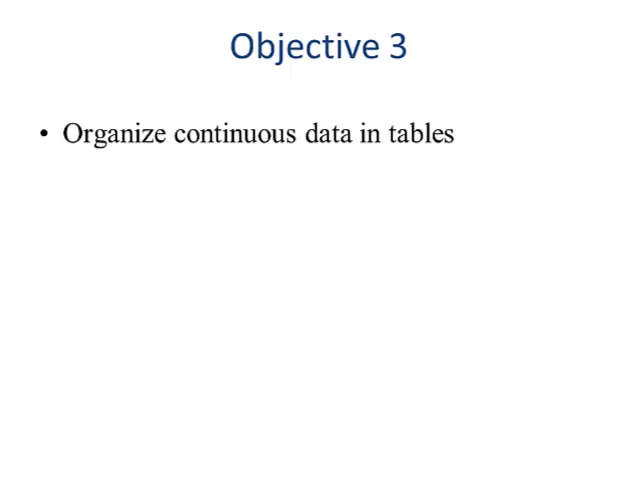 Objective 3
• Organize continuous data in tables